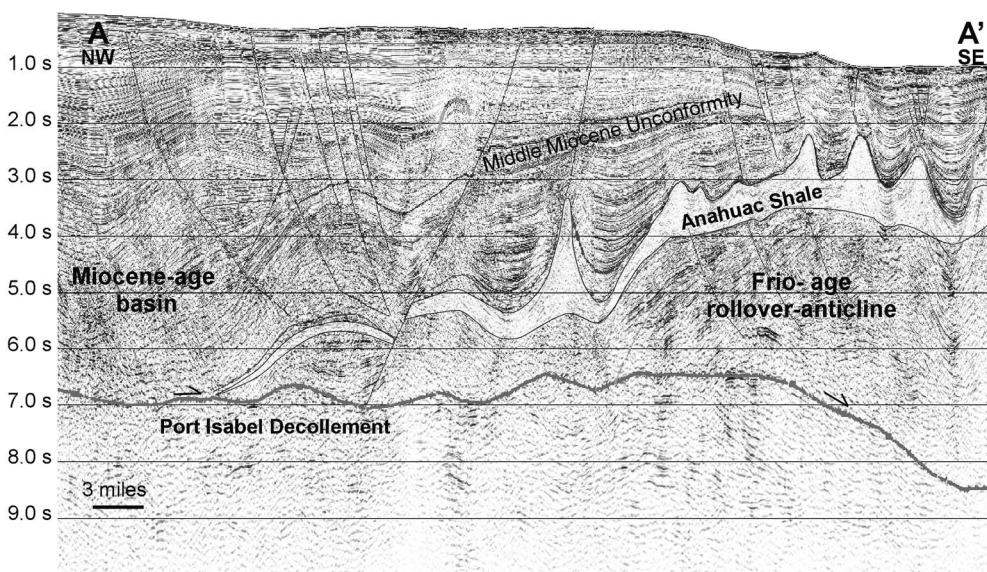 A
NW
A'
SE
1.0 s
2.0 s
Middle Miocene Unconformity
3.0 s
Anahuac Shale
4.0 s
Miocene-age
basin
5.0 s
Frio- age
rollover-anticline
6.0 s
7.0 s
Port Isabel Decollement
8.0 s
3 miles
9.0 s